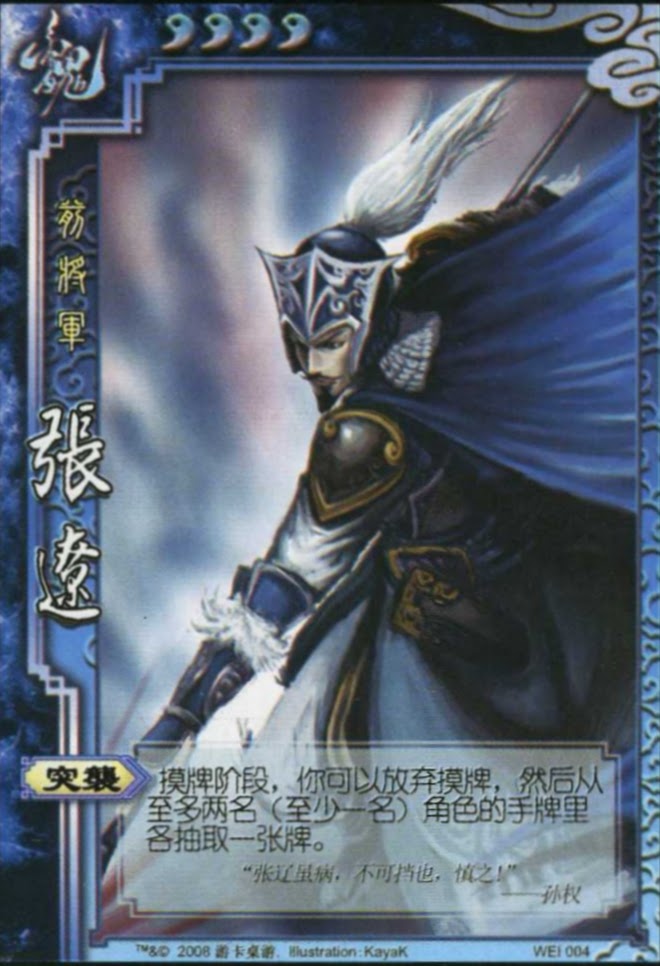 魏
前將軍
張遼
突襲
摸牌阶段，你可以放弃摸牌，然后从
至多两名（至少一名）角色的手牌里
各抽取一张牌。
“张辽虽病，不可挡也，慎之！”
——孙权
™&© 2008 游卡桌游. Illustration:KayaK
WEI 004